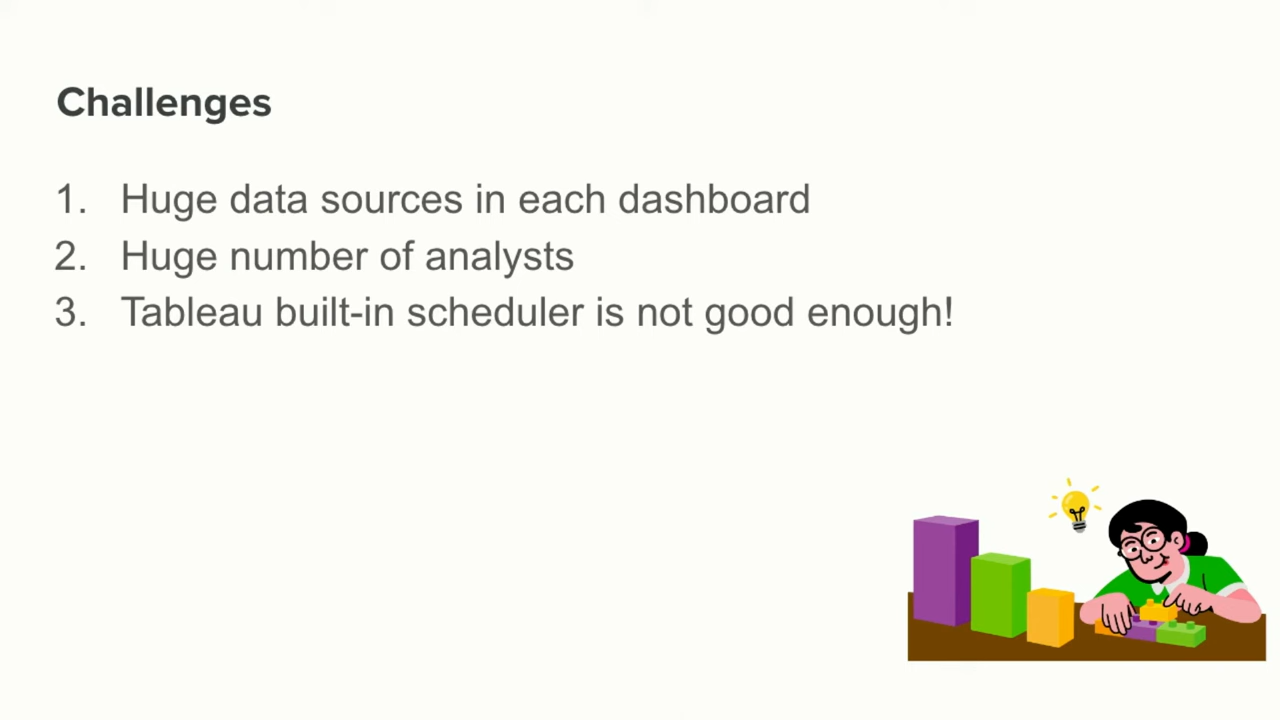 Challenges
1. Huge data sources in each dashboard
2. Huge number of analysts
3. Tableau built-in scheduler is not good enough!